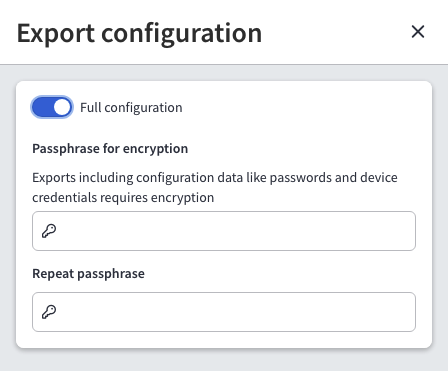 Export configuration
Full configuration
Passphrase for encryption
Exports including configuration data like passwords and device
credentials requires encryption
Repeat passphrase